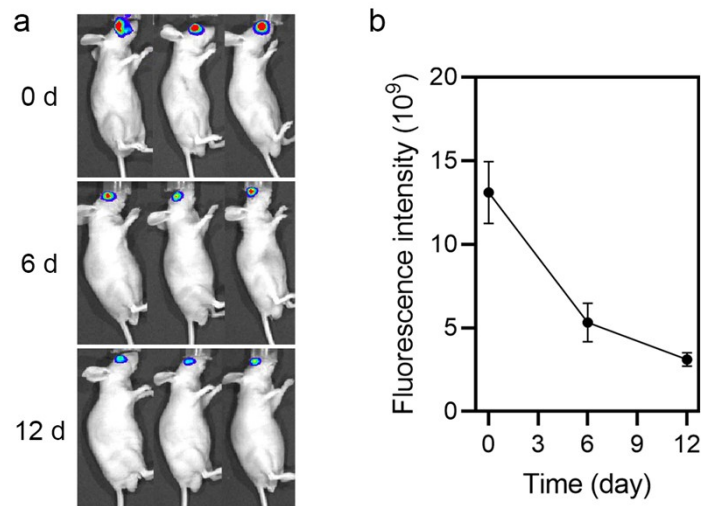 a
0 d
6 d
12 d
b
Fluorescence intensity (10⁹)
20
15
10
5
0
0 3 6 9 12
Time (day)